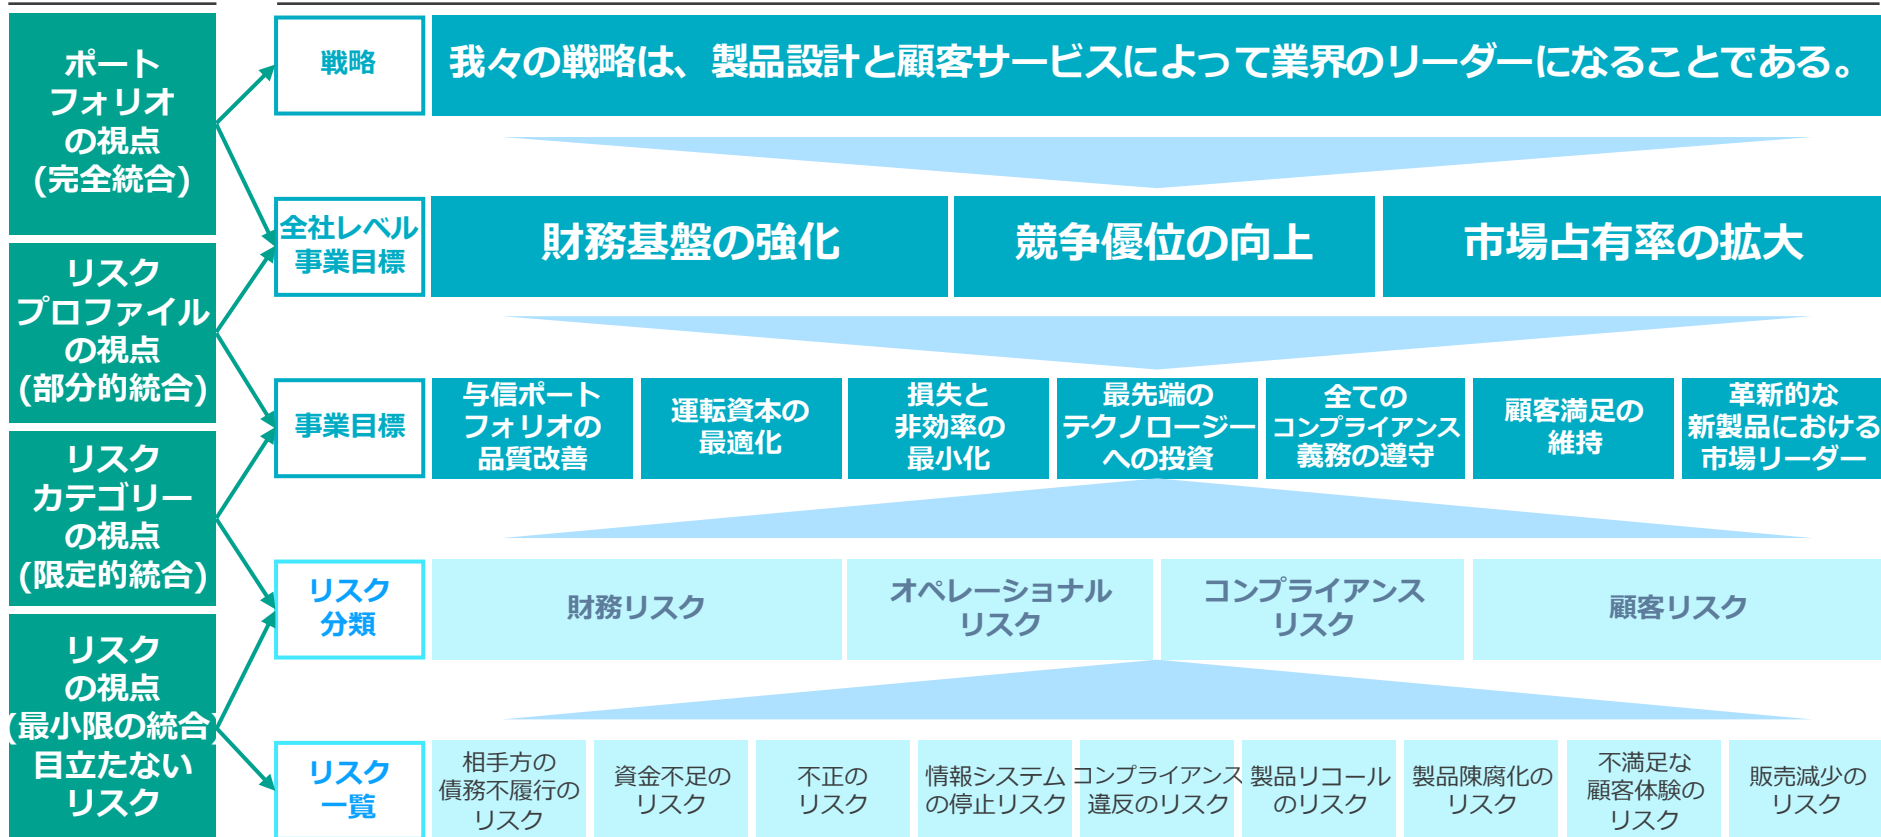 ポート
フォリオ
の視点
(完全統合)
リスク
プロファイル
の視点
(部分的統合)
リスク
カテゴリー
の視点
(限定的統合)
リスク
の視点
(最小限の統合)
目立たない
リスク
戦略
我々の戦略は、製品設計と顧客サービスによって業界のリーダーになることである。
全社レベル
事業目標
財務基盤の強化
競争優位の向上
市場占有率の拡大
事業目標
与信ポート
フォリオの
品質改善
運転資本の
最適化
損失と
非効率の
最小化
最先端の
テクノロージー
への投資
全ての
コンプライアンス
義務の遵守
顧客満足の
維持
革新的な
新製品における
市場リーダー
リスク
分類
財務リスク
オペレーショナル
リスク
コンプライアンス
リスク
顧客リスク
リスク
一覧
相手方の
債務不履行の
リスク
資金不足の
リスク
不正の
リスク
情報システム
の停止リスク
コンプライアンス
違反のリスク
製品リコール
のリスク
製品陳腐化の
リスク
不満足な
顧客体験の
リスク
販売減少の
リスク